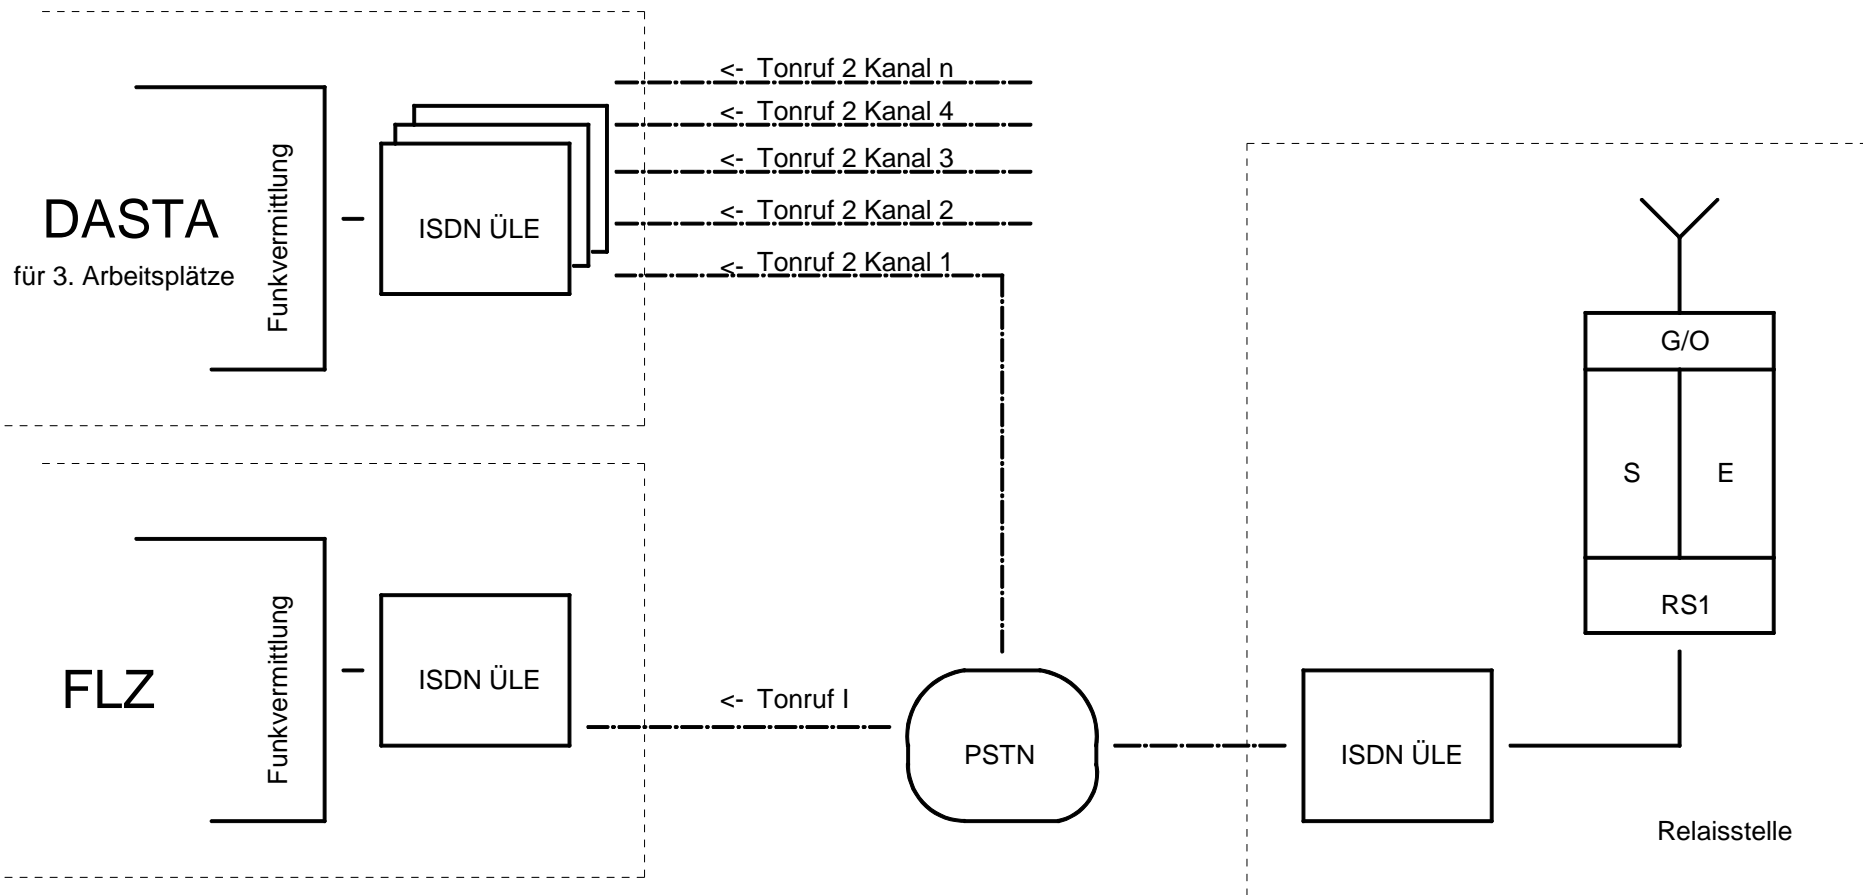 <- Tonruf 2 Kanal n
<- Tonruf 2 Kanal 4
<- Tonruf 2 Kanal 3
<- Tonruf 2 Kanal 2
<- Tonruf 2 Kanal 1
DASTA
für 3. Arbeitsplätze
Funkvermittlung
ISDN ÜLE
G/O
S
E
RS1
FLZ
Funkvermittlung
ISDN ÜLE
<- Tonruf I
PSTN
ISDN ÜLE
Relaisstelle